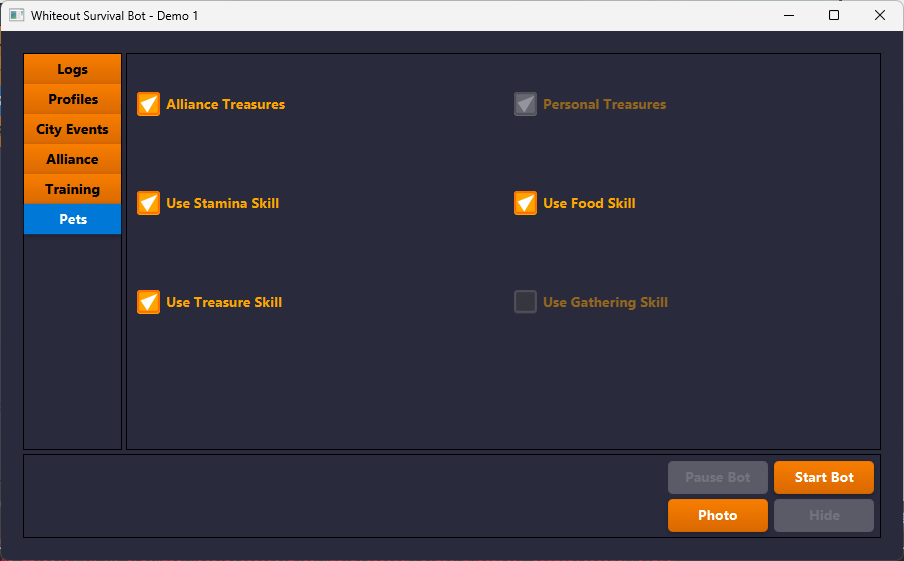 Whiteout Survival Bot - Demo 1
Logs
Profiles
City Events
Alliance
Training
Pets
Alliance Treasures
Personal Treasures
Use Stamina Skill
Use Food Skill
Use Treasure Skill
Use Gathering Skill
Pause Bot
Start Bot
Photo
Hide